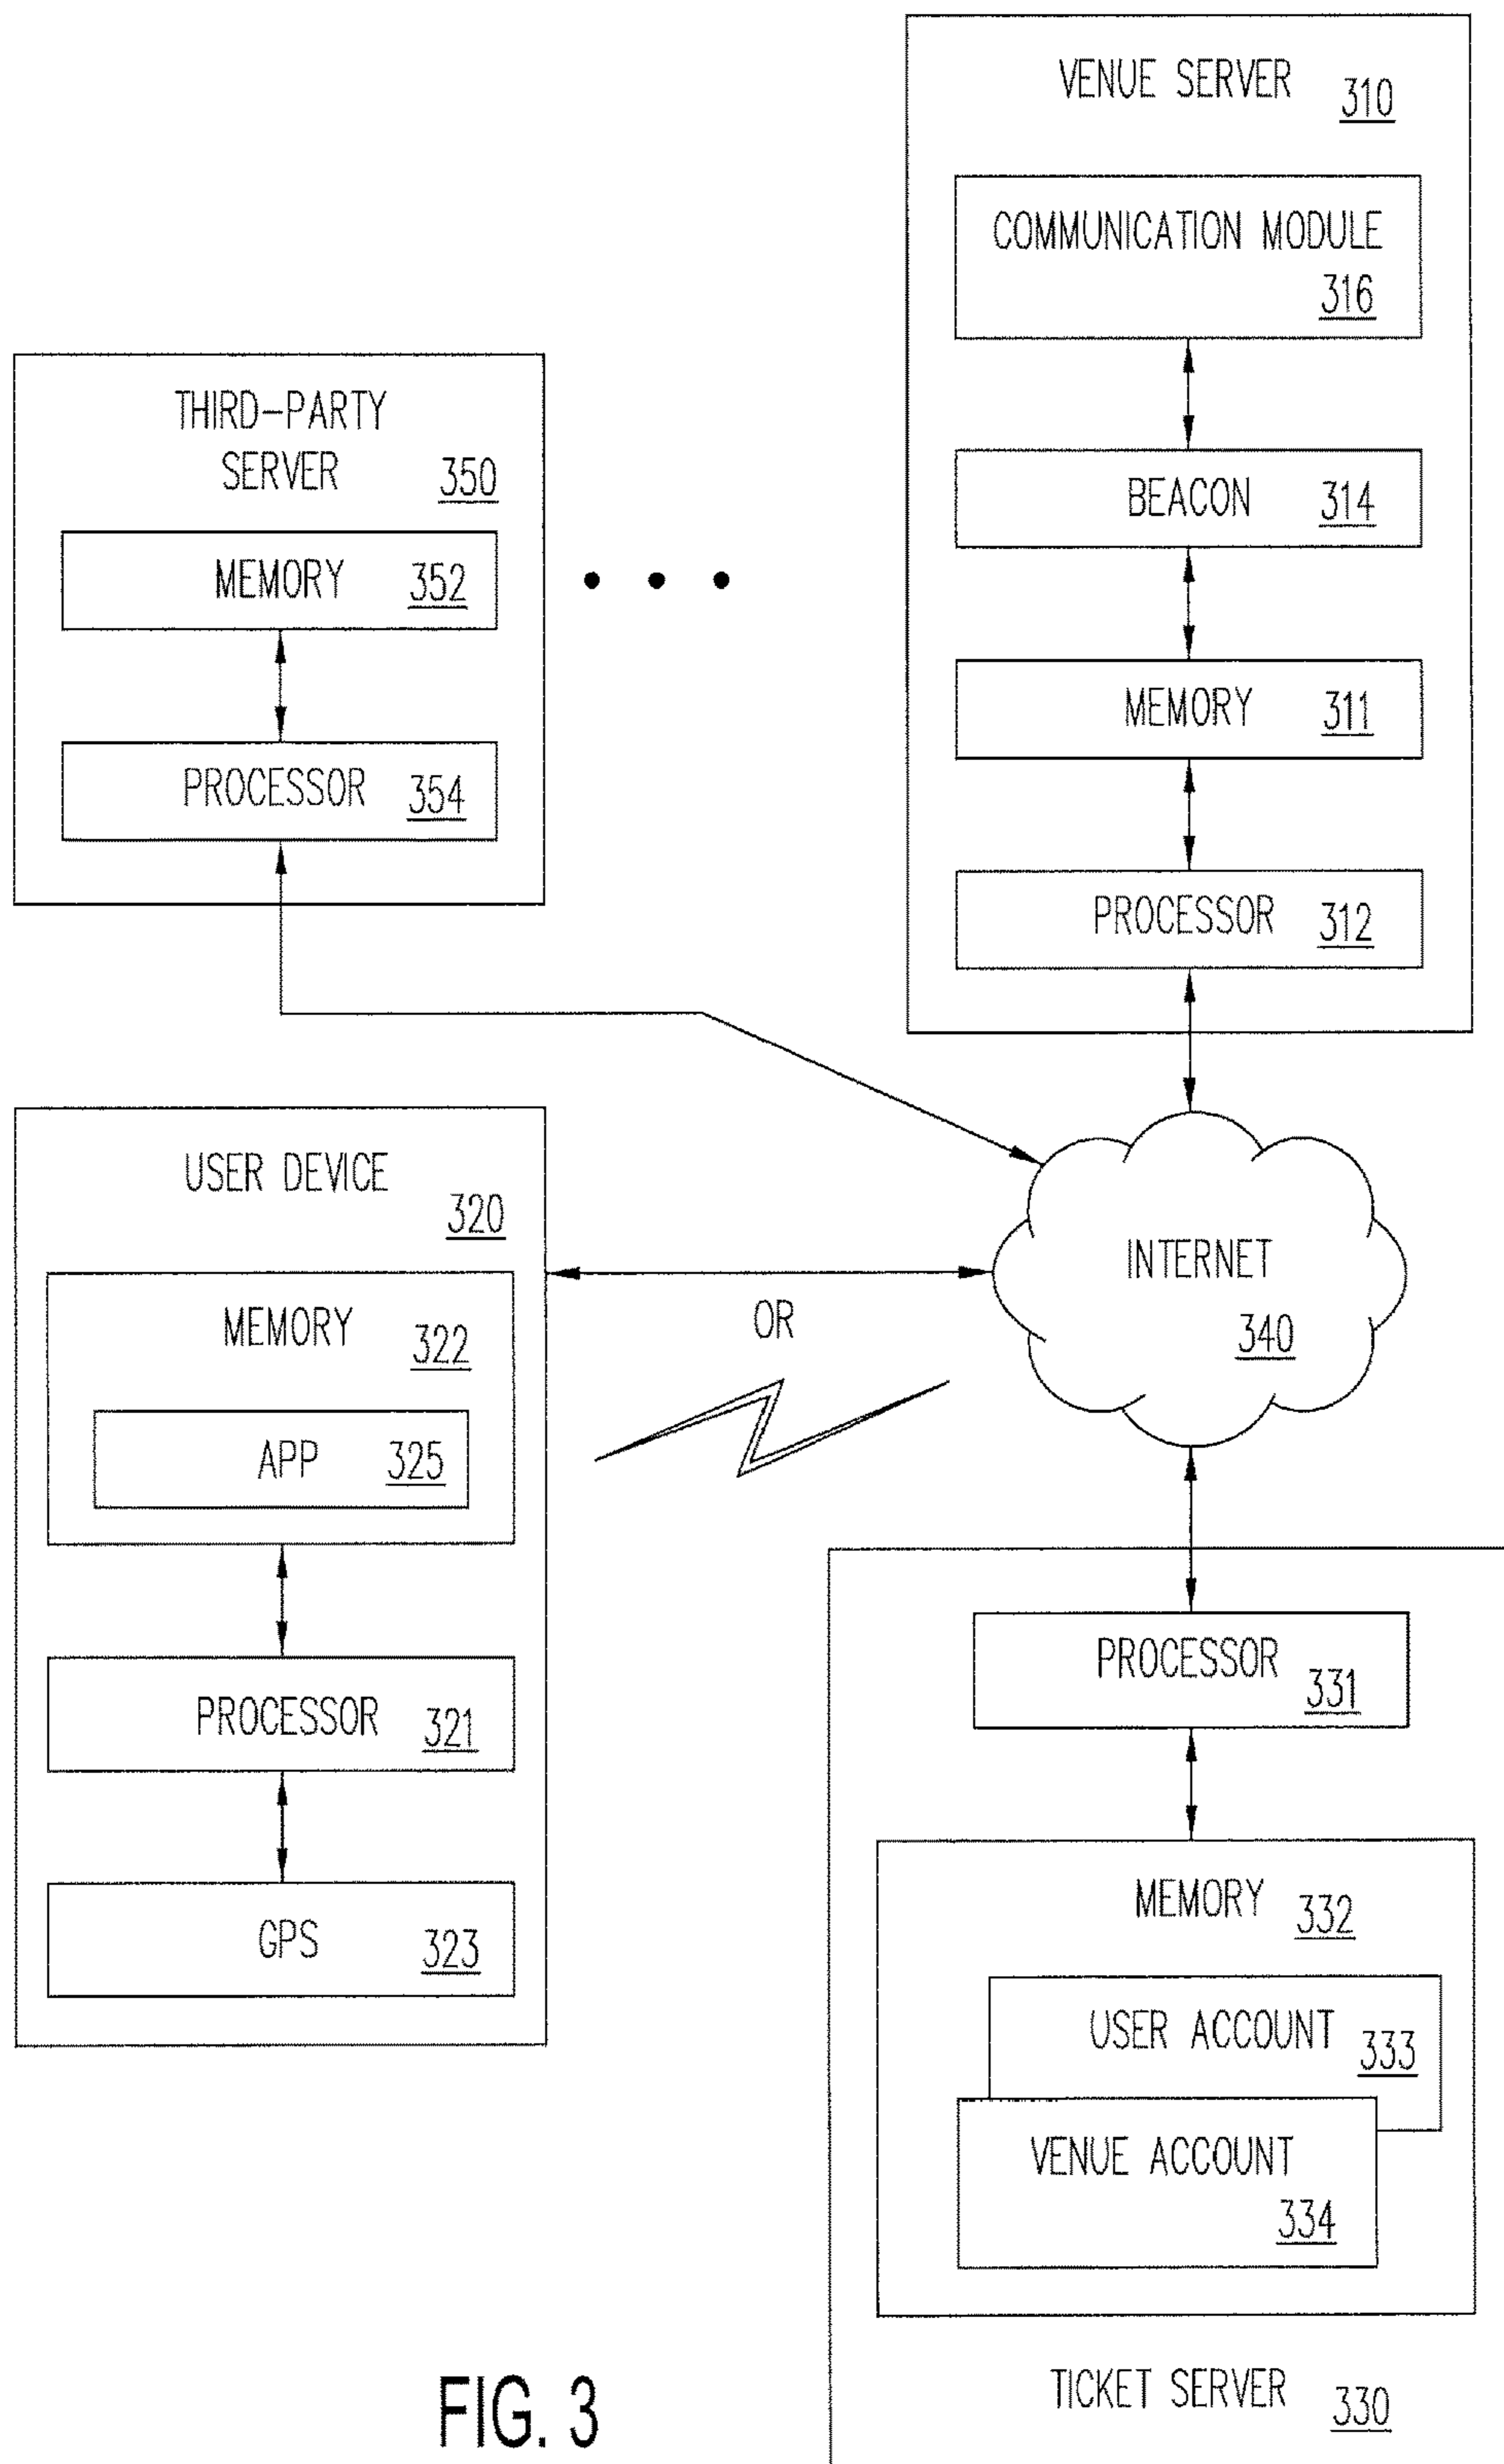 VENUE SERVER 310
COMMUNICATION MODULE
316
BEACON 314
MEMORY 311
PROCESSOR 312
THIRD-PARTY
SERVER 350
MEMORY 352
PROCESSOR 354
USER DEVICE
320
MEMORY 322
APP 325
PROCESSOR 321
GPS 323
OR
INTERNET
340
PROCESSOR 331
MEMORY 332
USER ACCOUNT 333
VENUE ACCOUNT
334
TICKET SERVER 330
FIG. 3